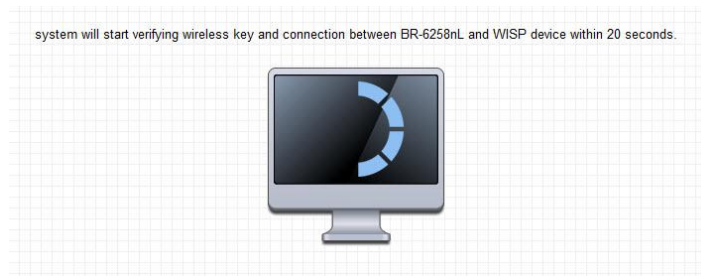 system will start verifying wireless key and connection between BR-6258nL and WISP device within 20 seconds.